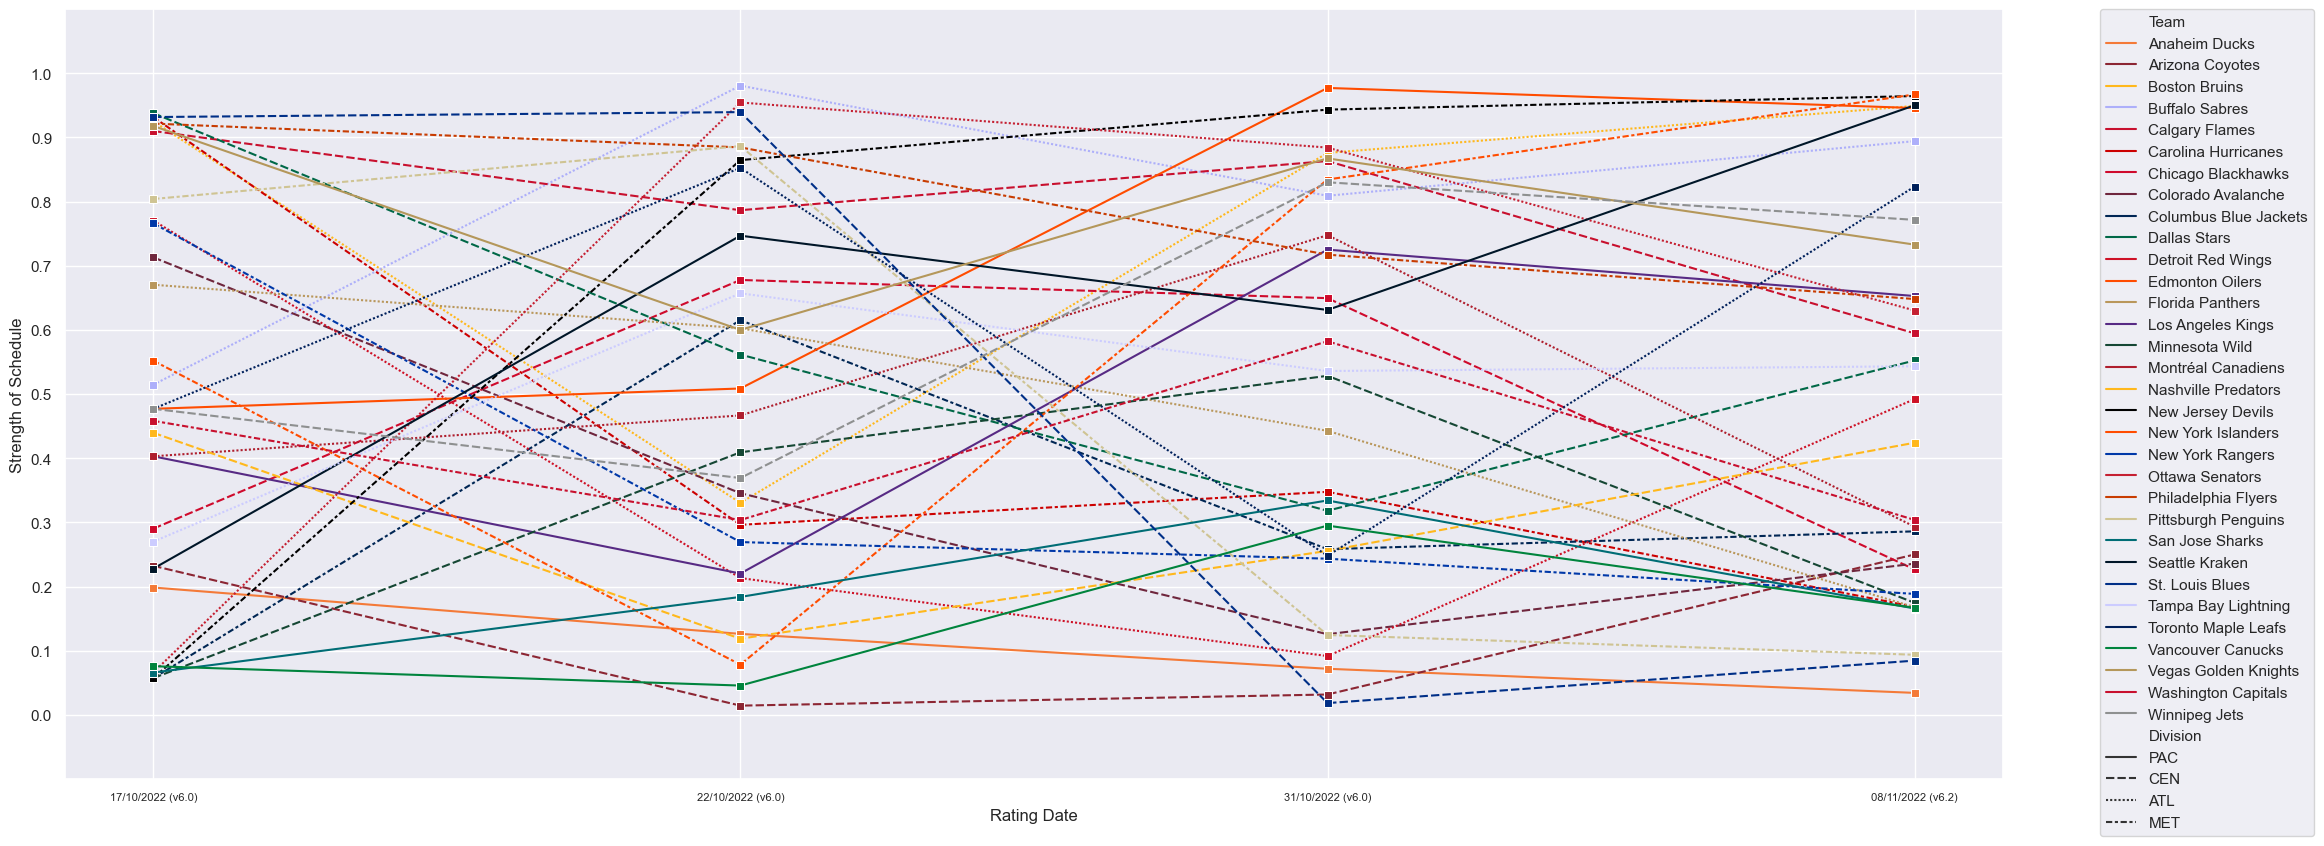 1.0
0.9
0.8
0.7
0.6
0.5
0.4
0.3
0.2
0.1
0.0
Strength of Schedule
17/10/2022 (v6.0)
22/10/2022 (v6.0)
31/10/2022 (v6.0)
08/11/2022 (v6.2)
Rating Date
Team
Anaheim Ducks
Arizona Coyotes
Boston Bruins
Buffalo Sabres
Calgary Flames
Carolina Hurricanes
Chicago Blackhawks
Colorado Avalanche
Columbus Blue Jackets
Dallas Stars
Detroit Red Wings
Edmonton Oilers
Florida Panthers
Los Angeles Kings
Minnesota Wild
Montréal Canadiens
Nashville Predators
New Jersey Devils
New York Islanders
New York Rangers
Ottawa Senators
Philadelphia Flyers
Pittsburgh Penguins
San Jose Sharks
Seattle Kraken
St. Louis Blues
Tampa Bay Lightning
Toronto Maple Leafs
Vancouver Canucks
Vegas Golden Knights
Washington Capitals
Winnipeg Jets
Division
PAC
CEN
ATL
MET